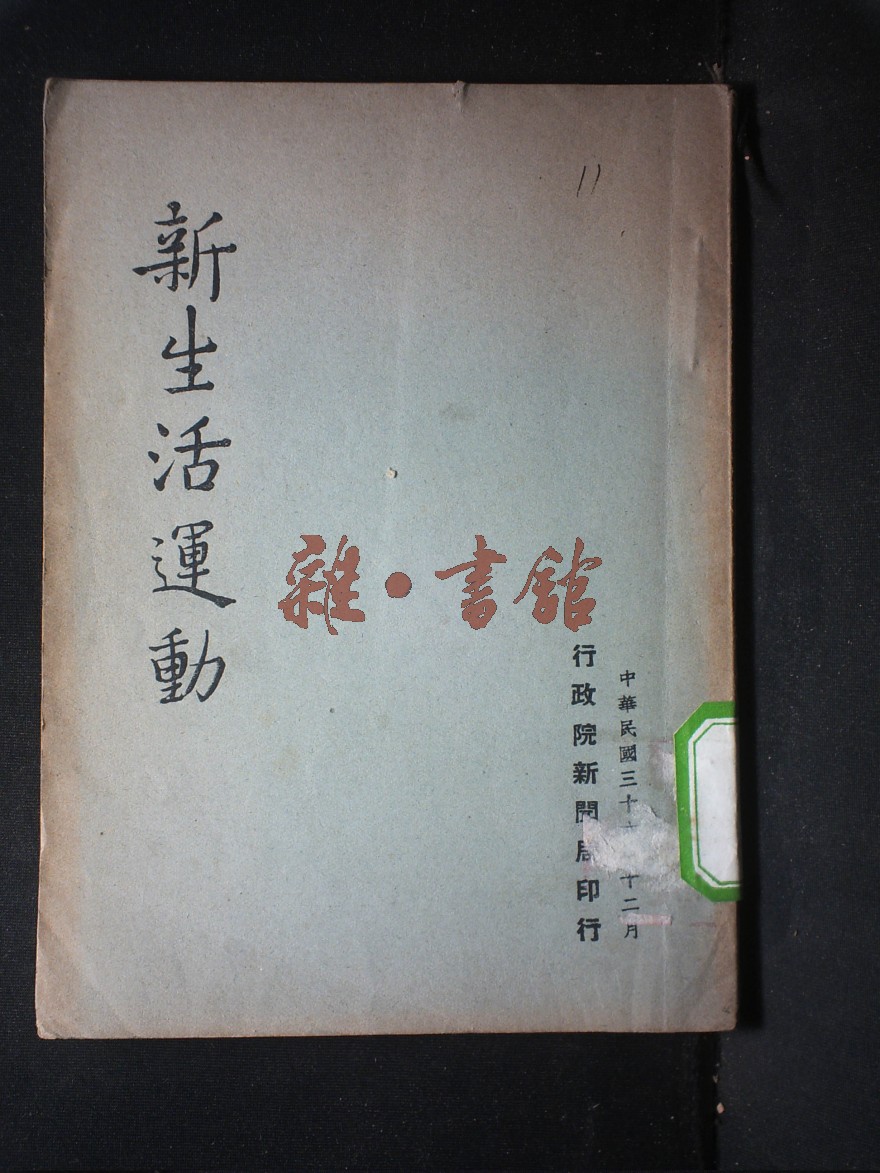 11
中華民國三十 十二月
行政院新聞局印行
新生活運動
雜·書館